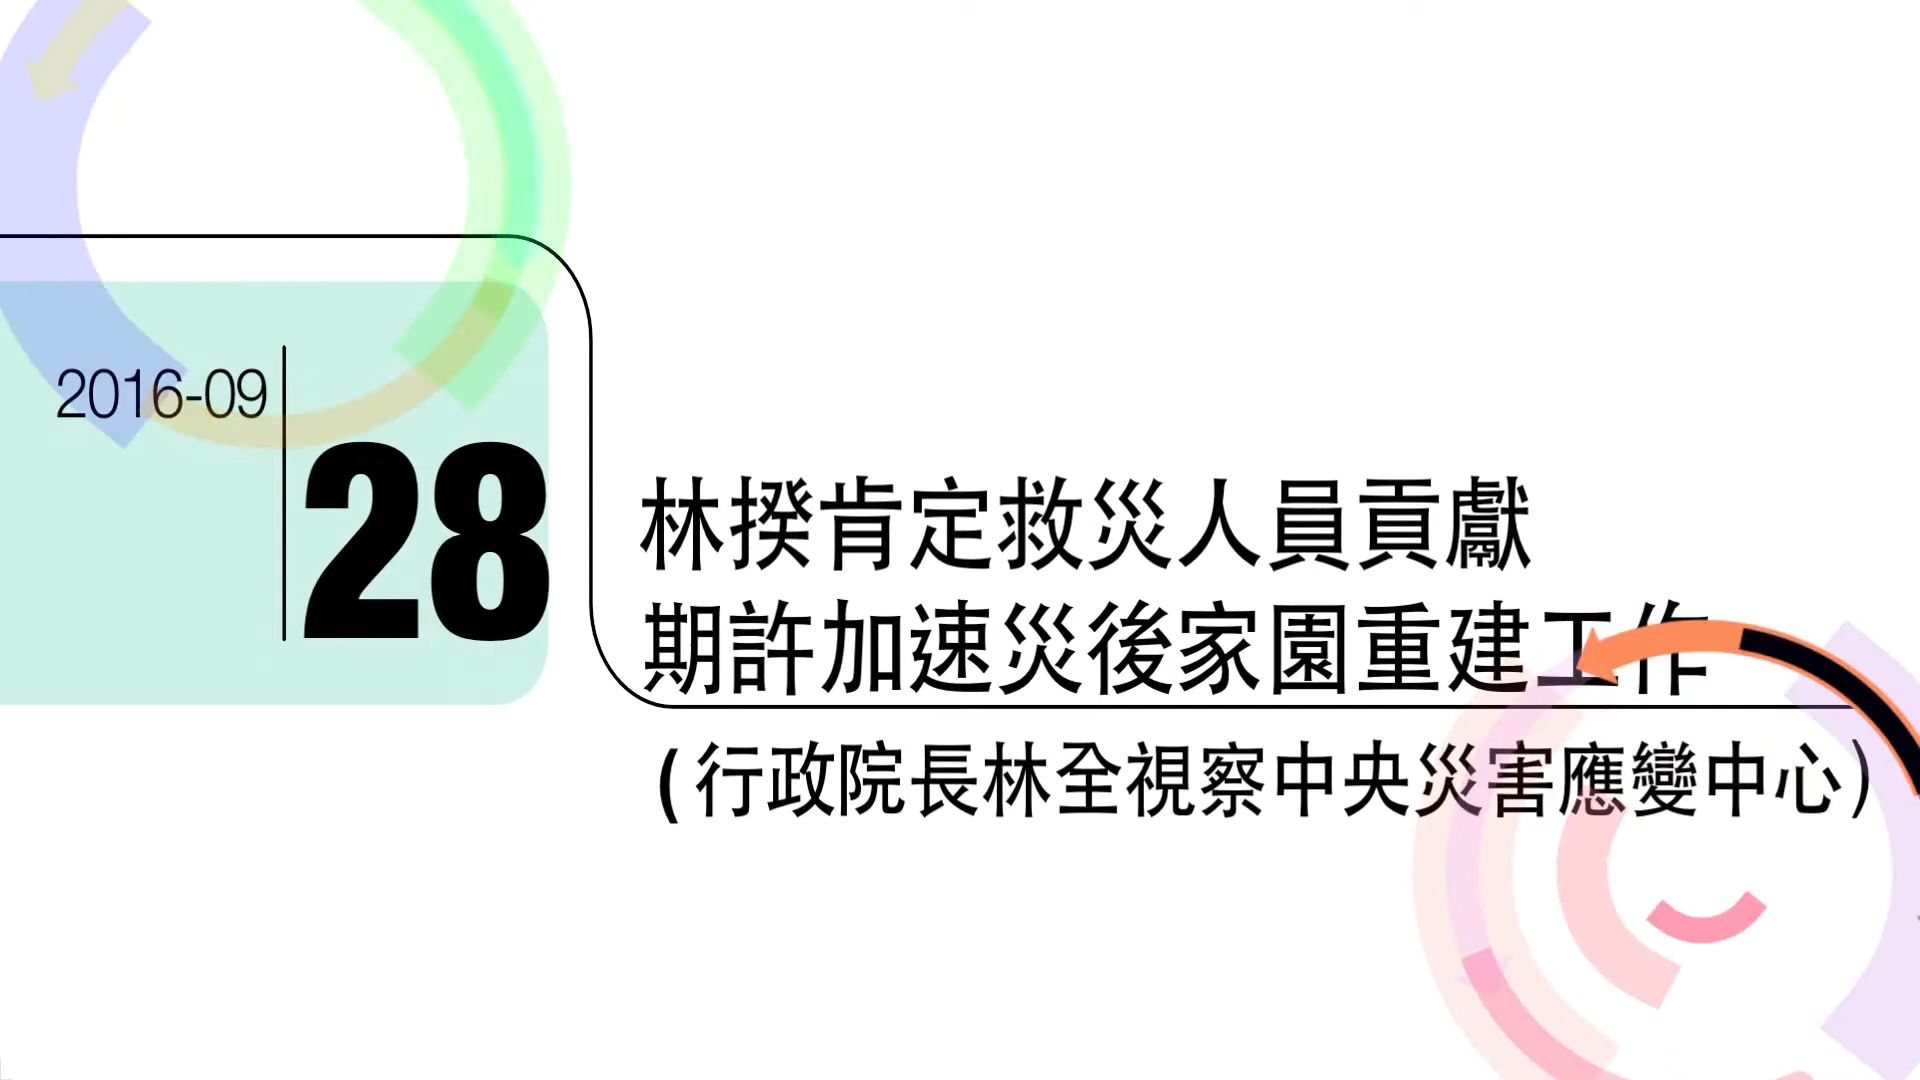 2016-09
28
林揆肯定救災人員貢獻
期許加速災後家園重建工作
(行政院長林全視察中央災害應變中心)